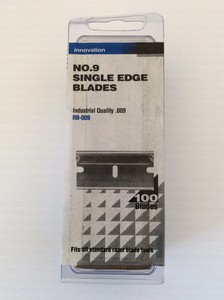 Innovation
NO.9
SINGLE EDGE
BLADES
Industrial Quality .009
RB-009
100
Blades
Fits all standard razor blade tools